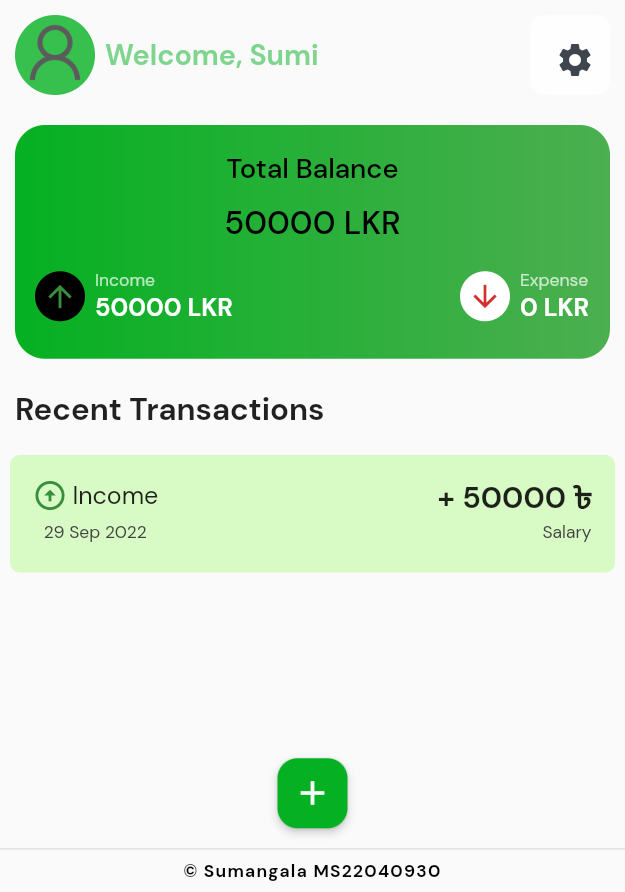 Welcome, Sumi
Total Balance
50000 LKR
Income
50000 LKR
Expense
0 LKR
Recent Transactions
Income
+ 50000 ৳
29 Sep 2022
Salary
© Sumangala MS22040930